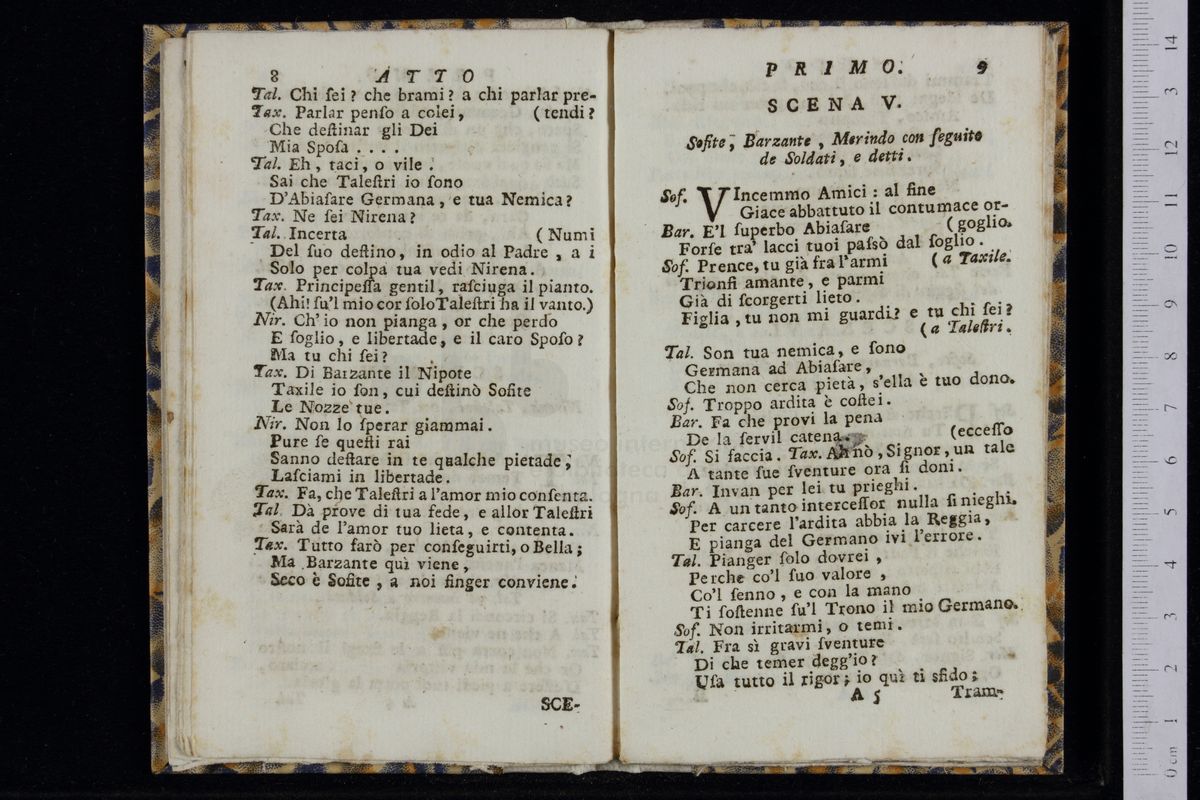 8 ATTO
Tal. Chi ſei? che brami? a chi parlar pre-
Tax. Parlar penſo a colei, (tendi?
Che deſtinar gli Dei
Mia Spoſa ....
Tal. Eh, taci, o vile.
Sai che Taleſtri io ſono
D'Abiaſare Germana, e tua Nemica?
Tax. Ne ſei Nirena?
Tal. Incerta (Numi
Del ſuo deſtino, in odio al Padre, a i
Solo per colpa tua vedi Nirena.
Tax. Principeſſa gentil, raſciuga il pianto.
(Ahi! ſu'l mio cor ſolo Taleſtri ha il vanto.)
Nir. Ch'io non pianga, or che perdo
E ſoglio, e libertade, e il caro Spoſo?
Ma tu chi ſei?
Tax. Di Barzante il Nipote
Taxile io ſon, cui deſtinò Soſite
Le Nozze tue.
Nir. Non lo ſperar giammai.
Pure ſe queſti rai
Sanno deſtare in te qualche pietade;
Laſciami in libertade.
Tax. Fa, che Taleſtri a l'amor mio conſenta.
Tal. Dà prove di tua fede, e allor Taleſtri
Sarà de l'amor tuo lieta, e contenta.
Tax. Tutto farò per conſeguirti, o Bella;
Ma Barzante quì viene,
Seco è Soſite, a noi finger conviene.
SCE-
PRIMO. 9
SCENA V.
Soſite, Barzante, Merindo con ſeguito
de Soldati, e detti.
Sof. VIncemmo Amici: al fine
Giace abbattuto il contumace or-
Bar. E'l ſuperbo Abiaſare (goglio.
Forſe tra' lacci tuoi paſsò dal ſoglio.
Sof. Prence, tu già fra l'armi (a Taxile.
Trionfi amante, e parmi
Già di ſcorgerti lieto.
Figlia, tu non mi guardi? e tu chi ſei?
(a Taleſtri.
Tal. Son tua nemica, e ſono
Germana ad Abiaſare,
Che non cerca pietà, s'ella è tuo dono.
Sof. Troppo ardita è coſtei.
Bar. Fa che provi la pena
De la ſervil catena. (ecceſſo
Sof. Si faccia. Tax. Ah nò, Signor, un tale
A tante ſue ſventure ora ſi doni.
Bar. Invan per lei tu prieghi.
Sof. A un tanto interceſſor nulla ſi nieghi.
Per carcere l'ardita abbia la Reggia,
E pianga del Germano ivi l'errore.
Tal. Pianger ſolo dovrei,
Perche co'l ſuo valore,
Co'l ſenno, e con la mano
Ti ſoſtenne ſu'l Trono il mio Germano.
Sof. Non irritarmi, o temi.
Tal. Fra sì gravi ſventure
Di che temer degg'io?
Uſa tutto il rigor; io quì ti sfido;
A 5 Tram-